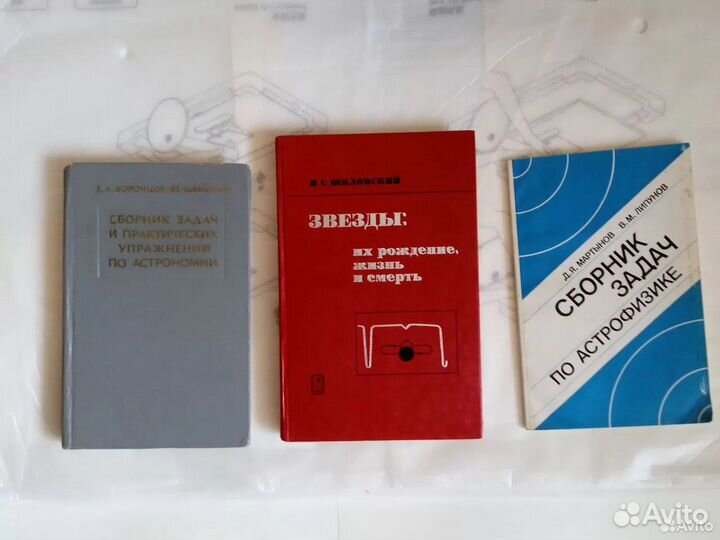 Б. А. ВОРОНЦОВ-ВЕЛЬЯМИНОВ
СБОРНИК ЗАДАЧ
И ПРАКТИЧЕСКИХ
УПРАЖНЕНИЙ
ПО АСТРОНОМИИ
И. С. ШКЛОВСКИЙ
ЗВЕЗДЫ:
их рождение,
жизнь
и смерть
Д.Я. МАРТЫНОВ В.М. ЛИПУНОВ
СБОРНИК
ЗАДАЧ
ПО АСТРОФИЗИКЕ
Avito
Avito